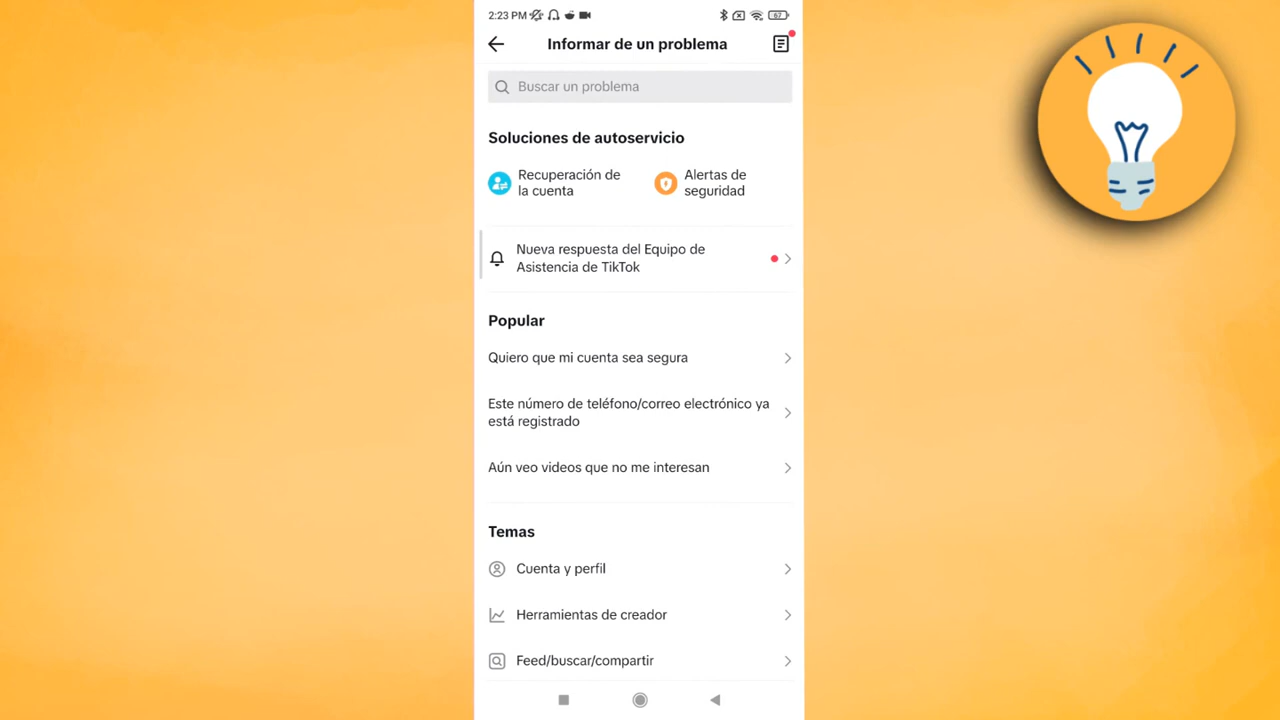 2:23 PM
67
Informar de un problema
Buscar un problema
Soluciones de autoservicio
Recuperación de
la cuenta
Alertas de
seguridad
Nueva respuesta del Equipo de
Asistencia de TikTok
Popular
Quiero que mi cuenta sea segura
Este número de teléfono/correo electrónico ya
está registrado
Aún veo videos que no me interesan
Temas
Cuenta y perfil
Herramientas de creador
Feed/buscar/compartir